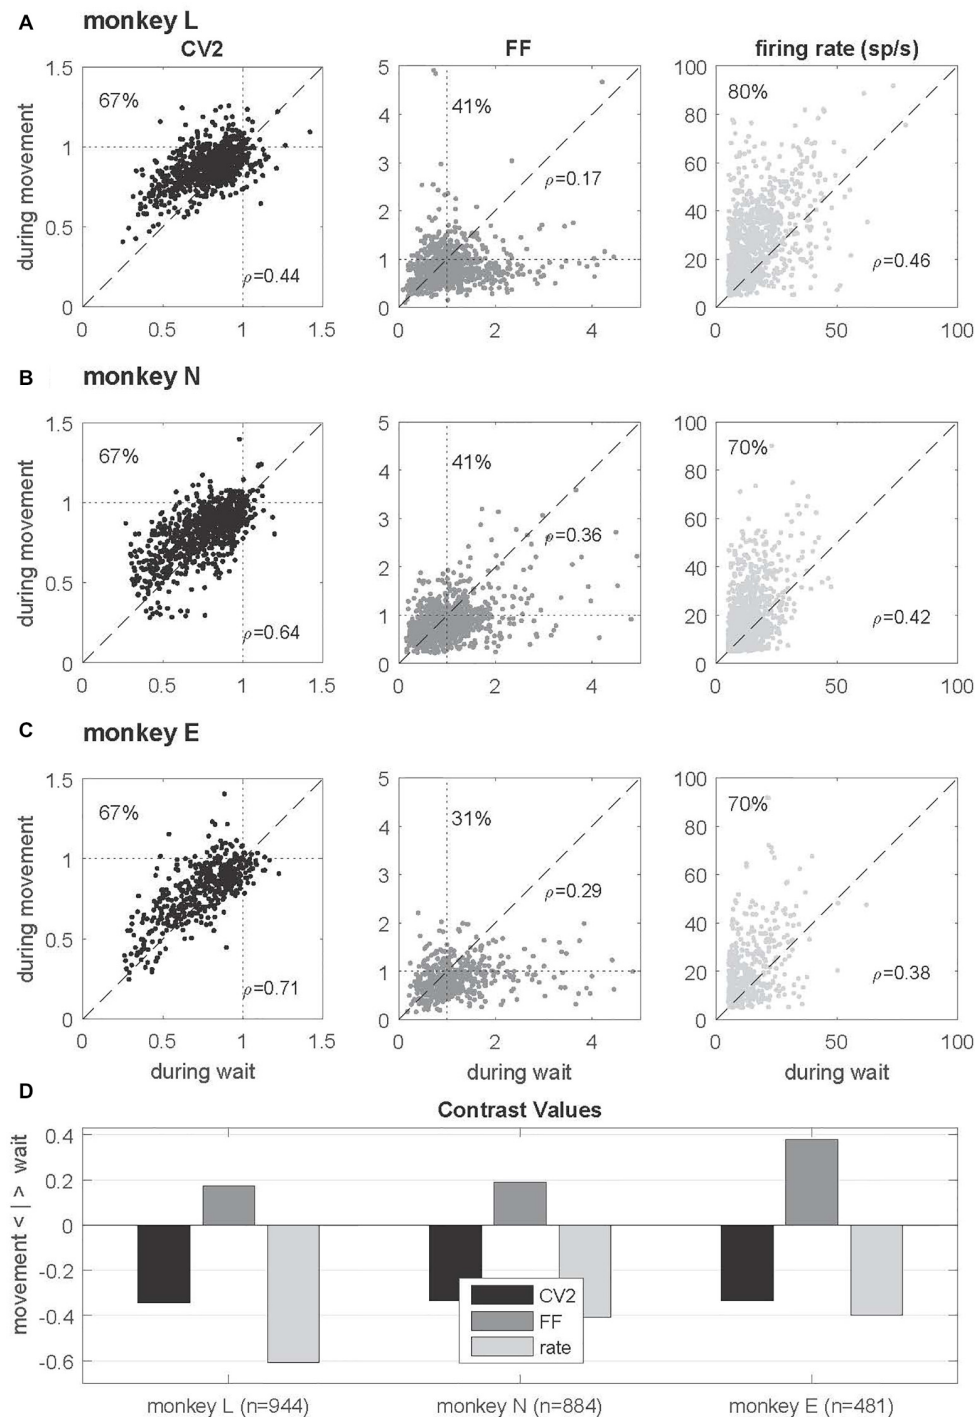 A monkey L
CV2 FF firing rate (sp/s)
1.5 5 100
67% 41% 80%
4 80
during movement
1 3 60
ρ=0.17
2 40
0.5
ρ=0.44 1 20 ρ=0.46
0 0 0
0 0.5 1 1.5 0 2 4 0 50 100
B monkey N
1.5 5 100
67% 41% 70%
4 80
during movement
1 3 60
ρ=0.36
2 40
0.5
ρ=0.64 1 20 ρ=0.42
0 0 0
0 0.5 1 1.5 0 2 4 0 50 100
C monkey E
1.5 5 100
67% 31% 70%
4 80
during movement
1 3 60
ρ=0.29
2 40
0.5
ρ=0.71 1 20 ρ=0.38
0 0 0
0 0.5 1 1.5 0 2 4 0 50 100
during wait during wait during wait
D
Contrast Values
movement < | > wait
0.4
0.2
0
-0.2
-0.4
-0.6
CV2
FF
rate
monkey L (n=944) monkey N (n=884) monkey E (n=481)